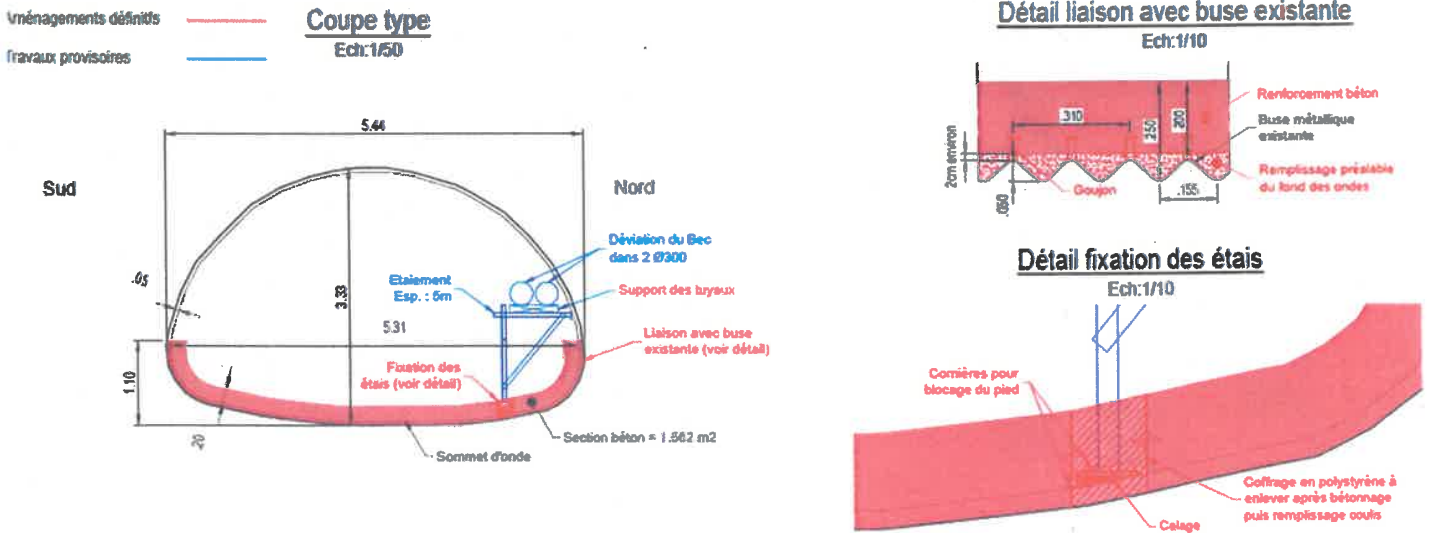 Aménagements définitifs
Travaux provisoires
Coupe type
Ech:1/50
Sud
Nord
5.44
3.33
5.31
.05
1.10
20
Déviation du Bec
dans 2 Ø300
Etaiement
Esp. : 5m
Support des tuyaux
Liaison avec buse
existante (voir détail)
Fixation des
étais (voir détail)
Section béton = 1.562 m2
Sommet d'onde
Détail liaison avec buse existante
Ech:1/10
.310
.250
.200
2cm environ
.050
.155
Goujon
Renforcement béton
Buse métallique
existante
Remplissage préalable
du fond des ondes
Détail fixation des étais
Ech:1/10
Cornières pour
blocage du pied
Calage
Coffrage en polystyrène à
enlever après bétonnage
puis remplissage coulis